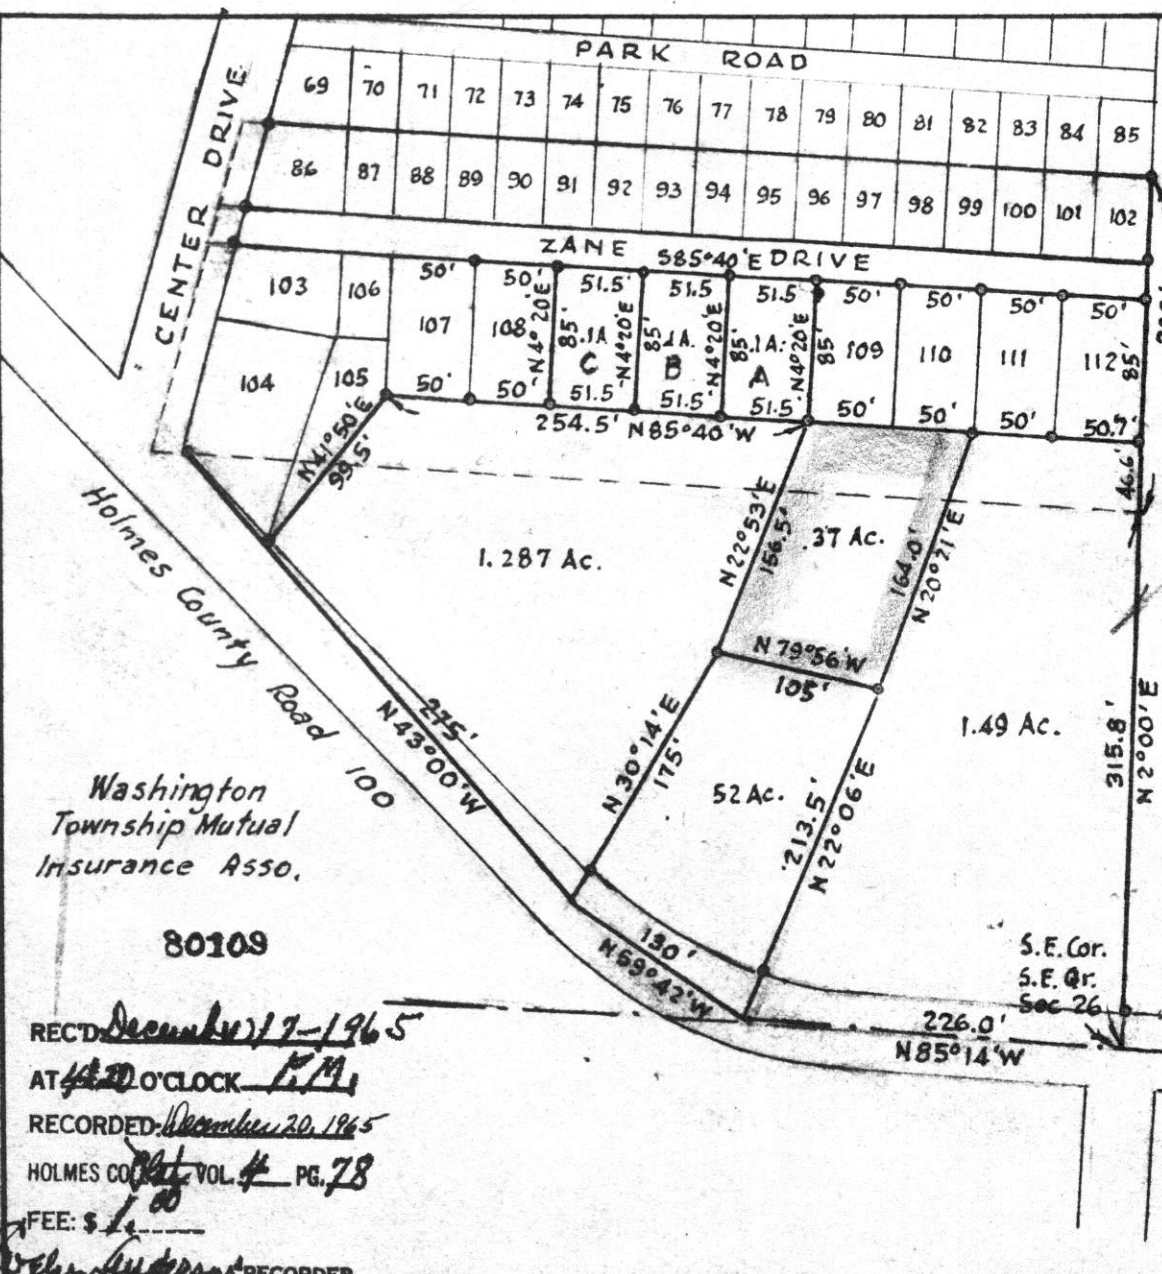 PARK ROAD
CENTER DRIVE
69 70 71 72 73 74 75 76 77 78 79 80 81 82 83 84 85
86 87 88 89 90 91 92 93 94 95 96 97 98 99 100 101 102
ZANE S85°40'E DRIVE
50' 50' 51.5' 51.5 51.5 50' 50' 50' 50'
103 106 107 108 109 110 111 112
N4°20'E 85' N4°20'E 85' N4°20'E 85' N4°20'E 85' 85'
.1A. .1A. .1A.
C B A
104 105
50' 50' 51.5 51.5' 51.5' 50' 50' 50' 50.7'
254.5' N85°40'W
N41°50'E
99.5'
46.6'
N22°53'E
156.5'
.37 Ac.
164.0'
N20°21'E
1.287 Ac.
N79°56'W
105'
Holmes County Road 100
275'
N43°00'W
N30°14'E
175'
52 Ac.
213.5'
N22°06'E
1.49 Ac.
315.8'
N2°00'E
Washington
Township Mutual
Insurance Asso.
130'
N59°42'W
80109
S.E. Cor.
S.E. Qr.
Sec 26
226.0'
N85°14'W
REC'D December 17-1965
AT 4:20 O'CLOCK P.M.
RECORDED: December 20, 1965
HOLMES CO. Plat VOL. 4 PG. 78
FEE: $ 1.00
RECORDER